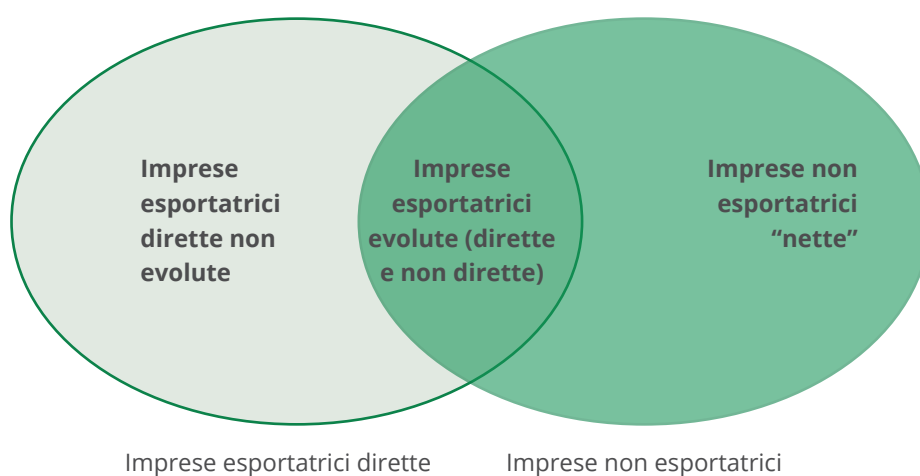 Imprese
esportatrici
dirette non
evolute
Imprese
esportatrici
evolute (dirette
e non dirette)
Imprese non
esportatrici
“nette”
Imprese esportatrici dirette
Imprese non esportatrici